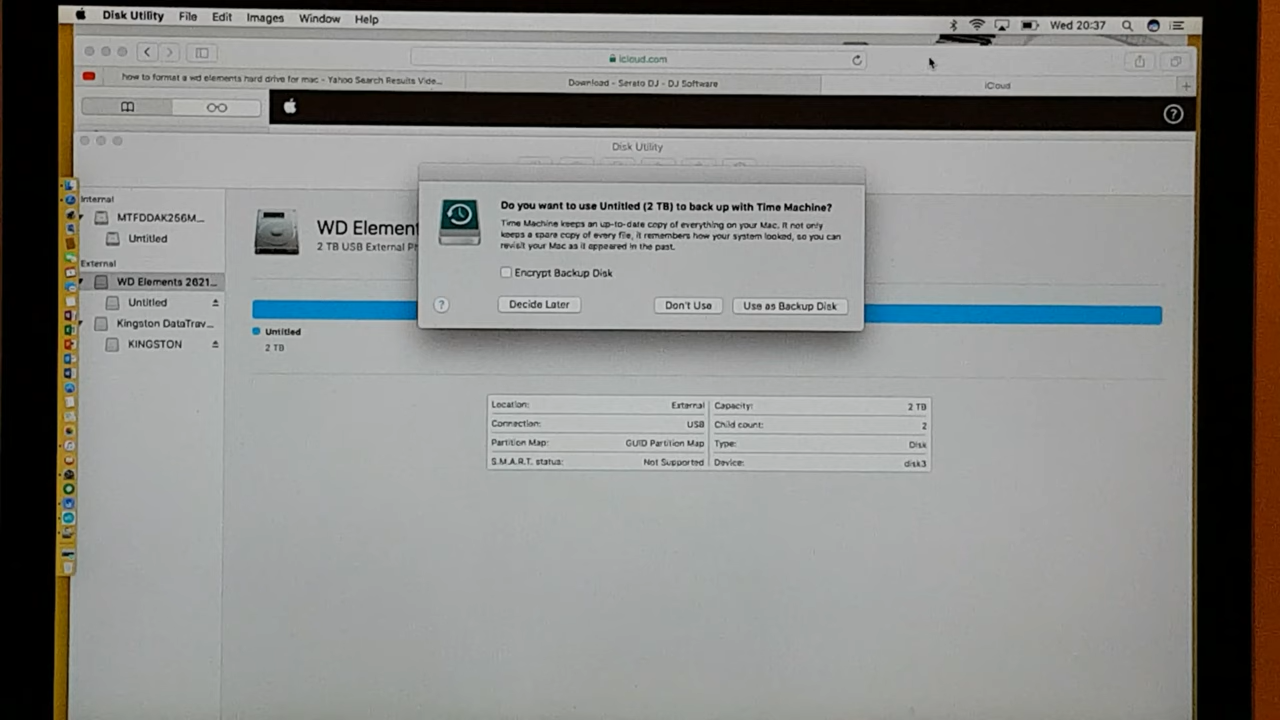 Disk Utility File Edit Images Window Help Wed 20:37
icloud.com
how to format a wd elements hard drive for mac - Yahoo Search Results Vide... Download - Serato DJ - DJ Software iCloud +
?
Disk Utility
Internal
MTFDDAK256M...
Untitled
External
WD Elements 2621...
Untitled
Kingston DataTrav...
KINGSTON
WD Element
2 TB USB External P
Do you want to use Untitled (2 TB) to back up with Time Machine?
Time Machine keeps an up-to-date copy of everything on your Mac. It not only
keeps a spare copy of every file, it remembers how your system looked, so you can
revisit your Mac as it appeared in the past.
Encrypt Backup Disk
? Decide Later Don't Use Use as Backup Disk
Untitled
2 TB
Location: External Capacity: 2 TB
Connection: USB Child count: 2
Partition Map: GUID Partition Map Type: Disk
S.M.A.R.T. status: Not Supported Device: disk3